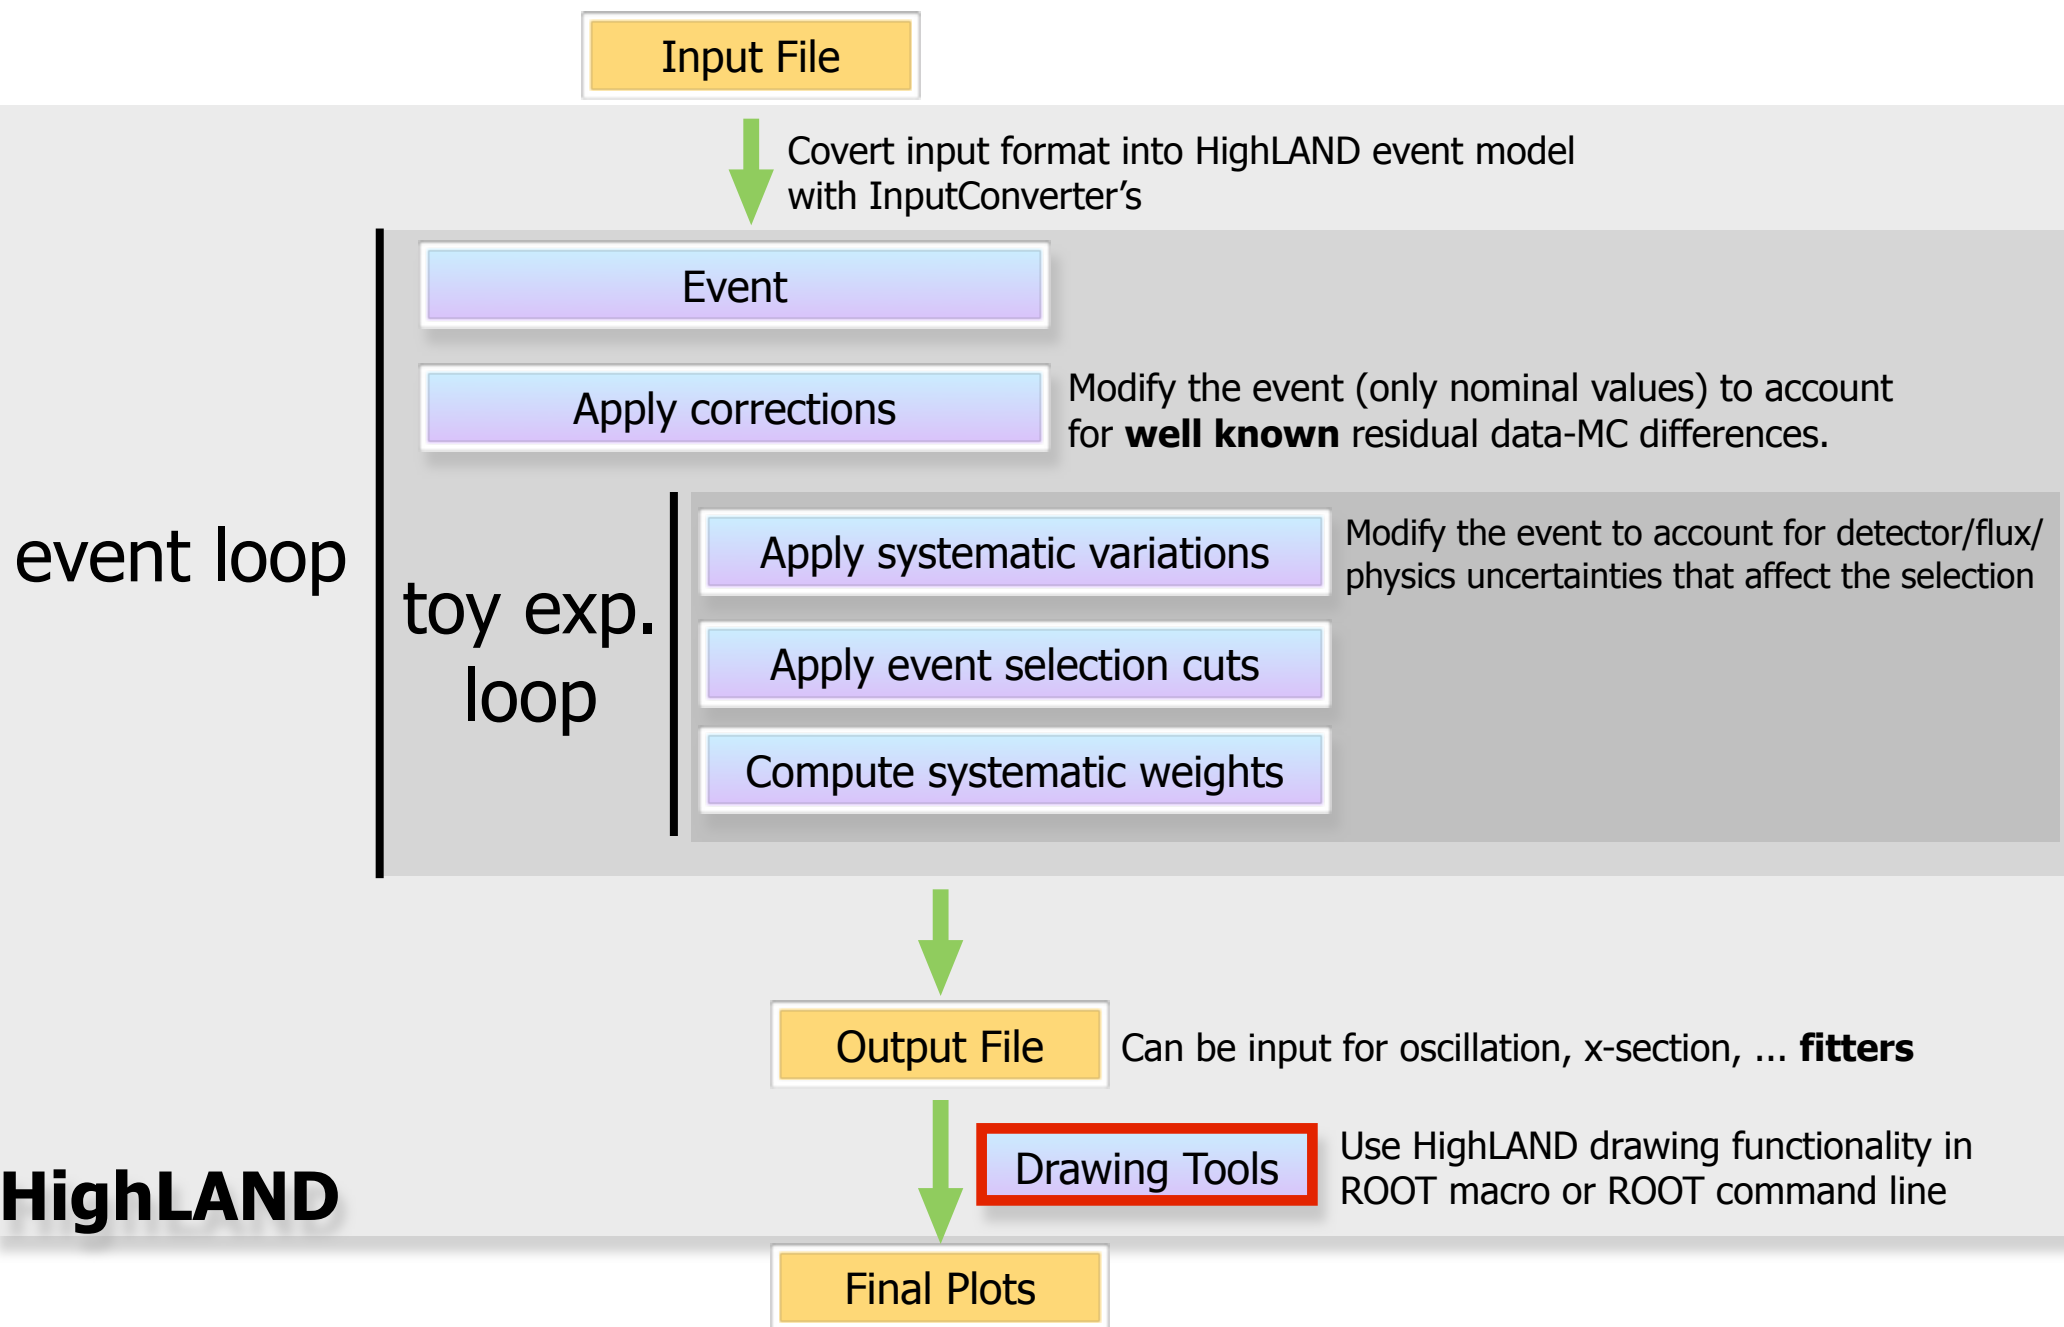 Input File
Covert input format into HighLAND event model
with InputConverter’s
Event
Apply corrections
Modify the event (only nominal values) to account
for well known residual data-MC differences.
event loop
toy exp.
loop
Apply systematic variations
Modify the event to account for detector/flux/
physics uncertainties that affect the selection
Apply event selection cuts
Compute systematic weights
Output File
Can be input for oscillation, x-section, ... fitters
Drawing Tools
Use HighLAND drawing functionality in
ROOT macro or ROOT command line
HighLAND
Final Plots